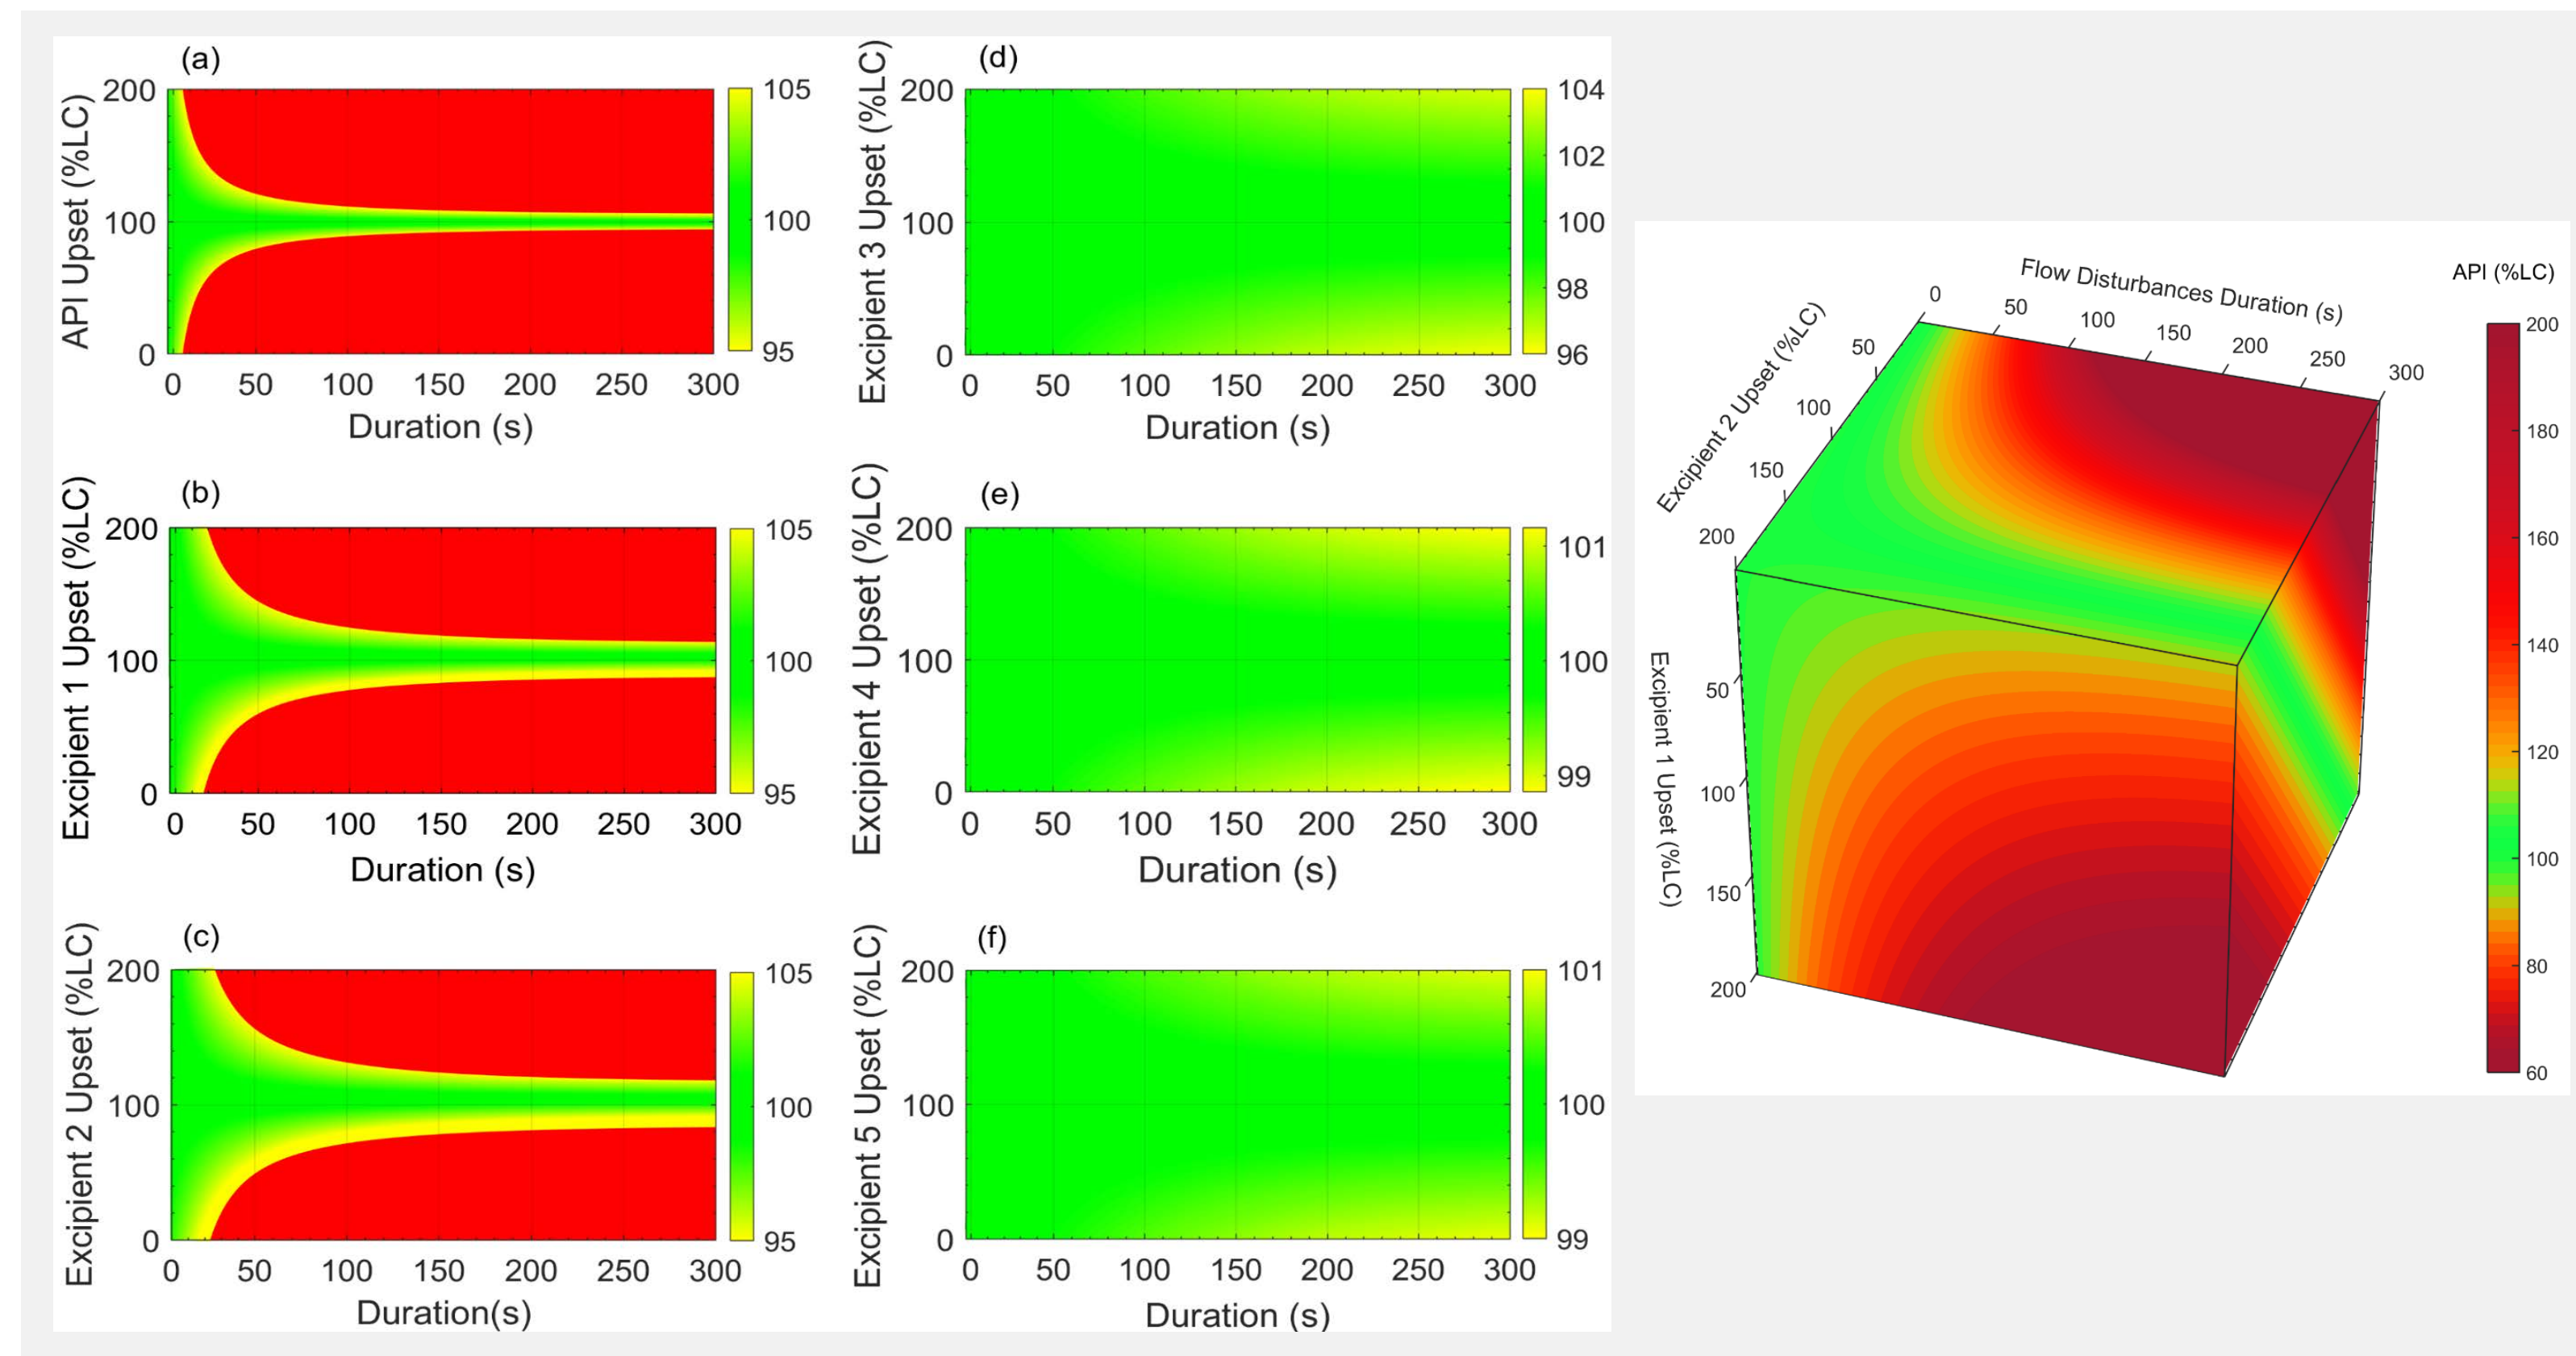 (a)
API Upset (%LC)
200
100
0
0 50 100 150 200 250 300
Duration (s)
105
100
95
(d)
Excipient 3 Upset (%LC)
200
100
0
0 50 100 150 200 250 300
Duration (s)
104
102
100
98
96
(b)
Excipient 1 Upset (%LC)
200
100
0
0 50 100 150 200 250 300
Duration (s)
105
100
95
(e)
Excipient 4 Upset (%LC)
200
100
0
0 50 100 150 200 250 300
Duration (s)
101
100
99
(c)
Excipient 2 Upset (%LC)
200
100
0
0 50 100 150 200 250 300
Duration(s)
105
100
95
(f)
Excipient 5 Upset (%LC)
200
100
0
0 50 100 150 200 250 300
Duration (s)
101
100
99
Flow Disturbances Duration (s)
0 50 100 150 200 250 300
Excipient 2 Upset (%LC)
50
100
150
200
Excipient 1 Upset (%LC)
50
100
150
200
API (%LC)
200
180
160
140
120
100
80
60